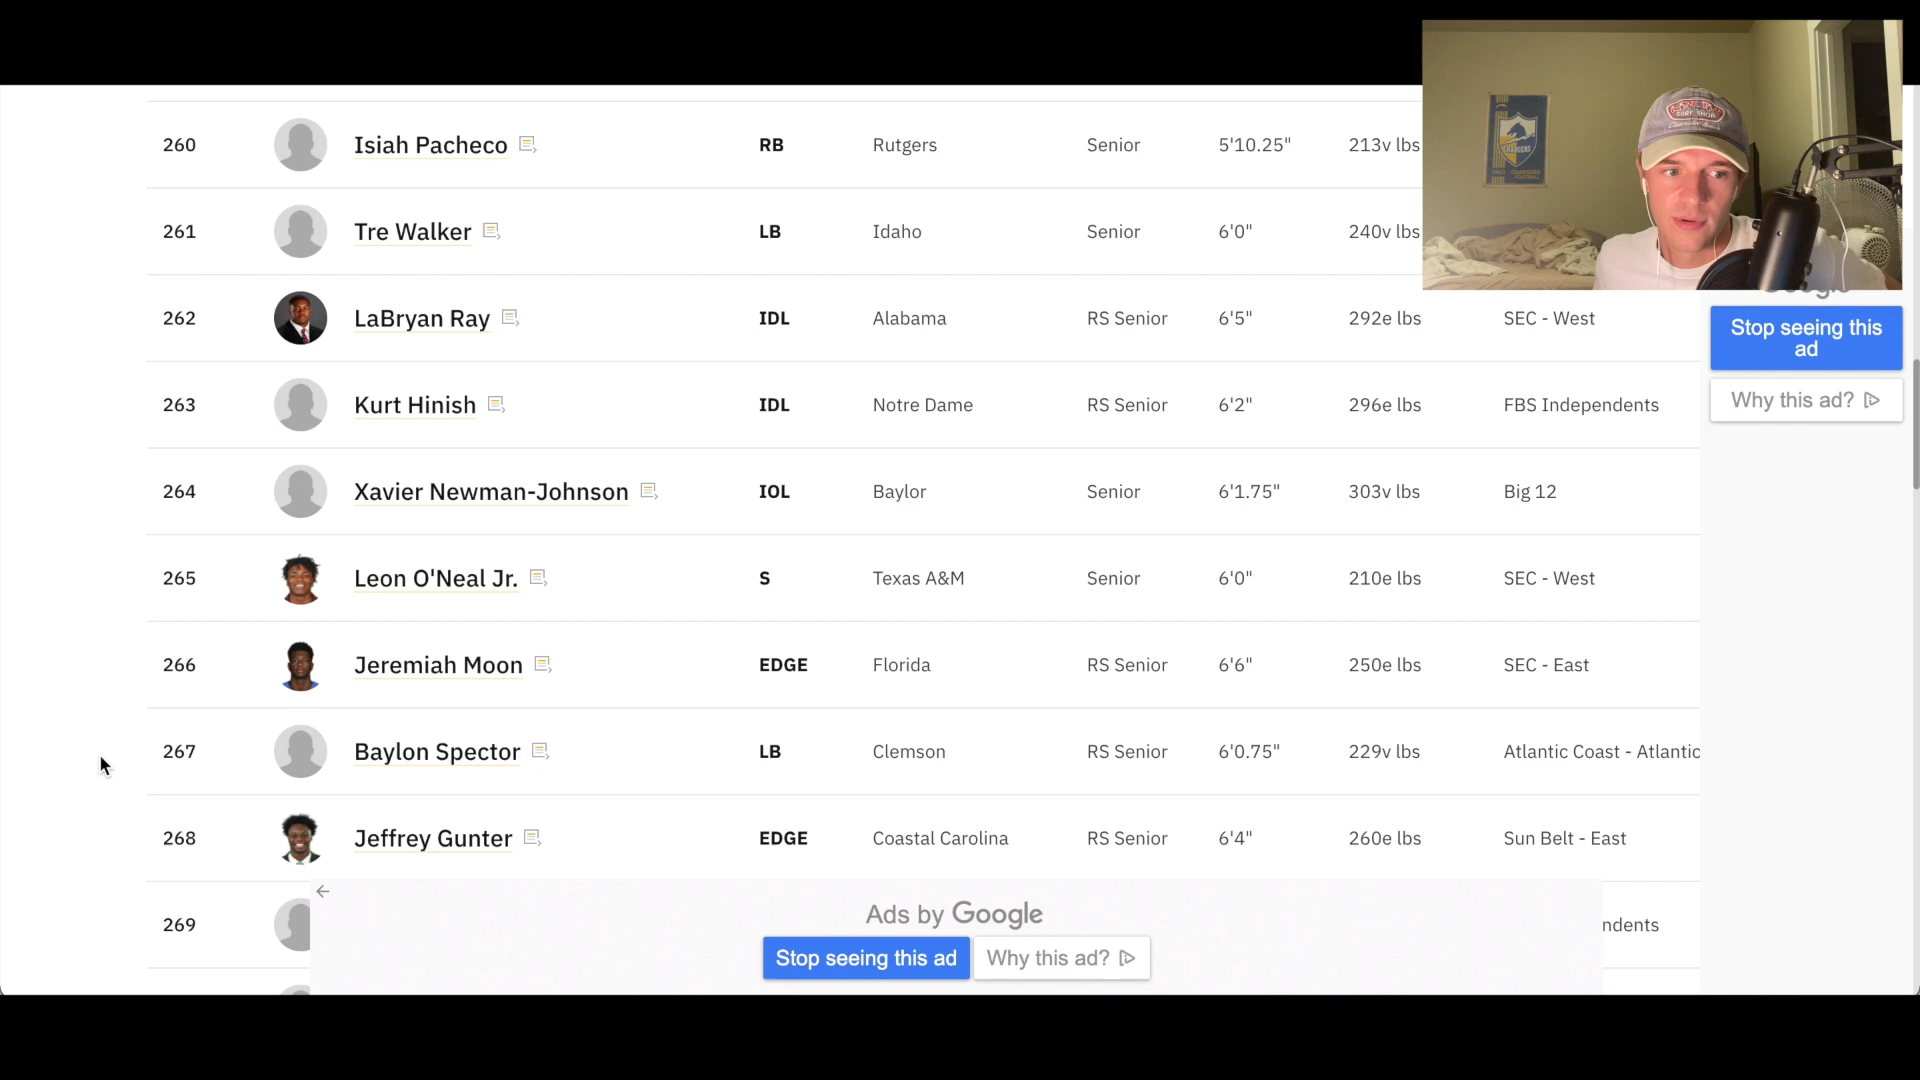 260 Isiah Pacheco RB Rutgers Senior 5'10.25" 213v lbs
261 Tre Walker LB Idaho Senior 6'0" 240v lbs
262 LaBryan Ray IDL Alabama RS Senior 6'5" 292e lbs SEC - West
263 Kurt Hinish IDL Notre Dame RS Senior 6'2" 296e lbs FBS Independents
264 Xavier Newman-Johnson IOL Baylor Senior 6'1.75" 303v lbs Big 12
265 Leon O'Neal Jr. S Texas A&M Senior 6'0" 210e lbs SEC - West
266 Jeremiah Moon EDGE Florida RS Senior 6'6" 250e lbs SEC - East
267 Baylon Spector LB Clemson RS Senior 6'0.75" 229v lbs Atlantic Coast - Atlantic
268 Jeffrey Gunter EDGE Coastal Carolina RS Senior 6'4" 260e lbs Sun Belt - East
269 ndents
Ads by Google
Stop seeing this ad
Why this ad?
CHARGERS
SURF SHOP
Stop seeing this
ad
Why this ad?